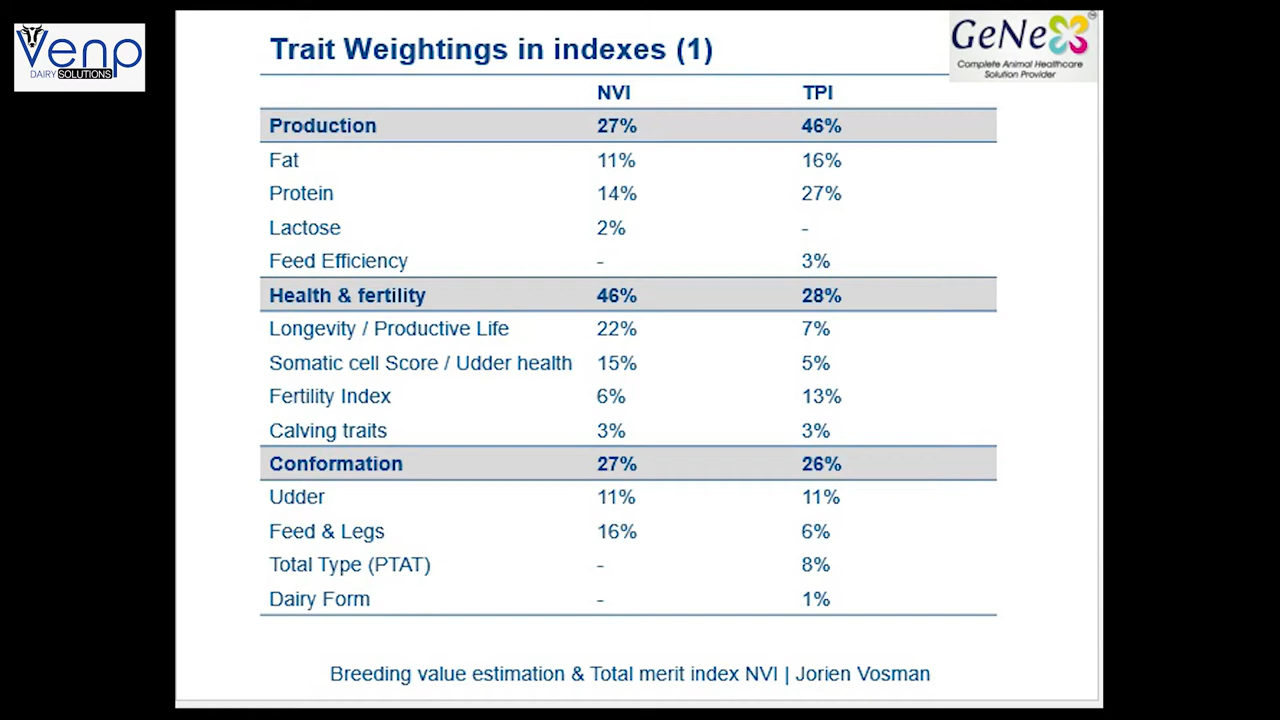 Venp
DAIRY SOLUTIONS
Trait Weightings in indexes (1)
GeNex
Complete Animal Healthcare
Solution Provider
NVI TPI
Production 27% 46%
Fat 11% 16%
Protein 14% 27%
Lactose 2% -
Feed Efficiency - 3%
Health & fertility 46% 28%
Longevity / Productive Life 22% 7%
Somatic cell Score / Udder health 15% 5%
Fertility Index 6% 13%
Calving traits 3% 3%
Conformation 27% 26%
Udder 11% 11%
Feed & Legs 16% 6%
Total Type (PTAT) - 8%
Dairy Form - 1%
Breeding value estimation & Total merit index NVI | Jorien Vosman